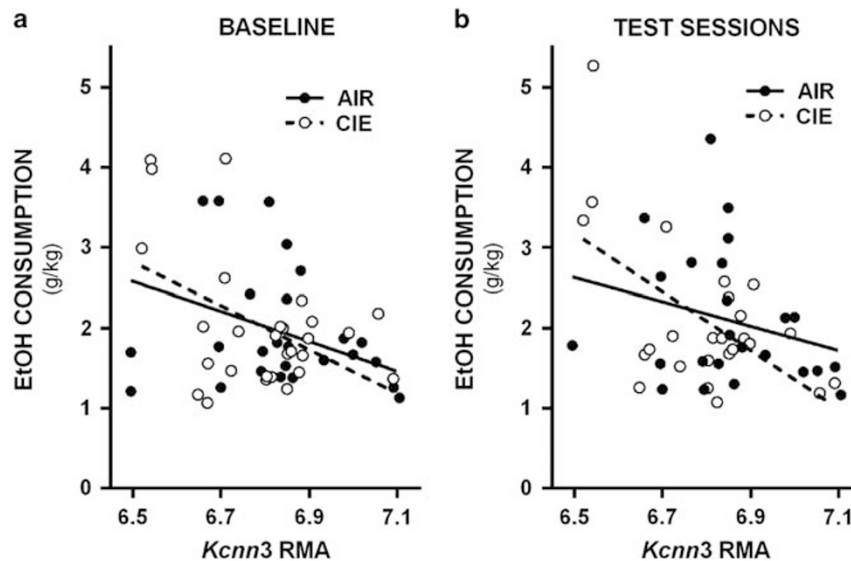 a
BASELINE
AIR
CIE
EtOH CONSUMPTION
(g/kg)
5
4
3
2
1
0
6.5
6.7
6.9
7.1
Kcnn3 RMA
b
TEST SESSIONS
AIR
CIE
EtOH CONSUMPTION
(g/kg)
5
4
3
2
1
0
6.5
6.7
6.9
7.1
Kcnn3 RMA